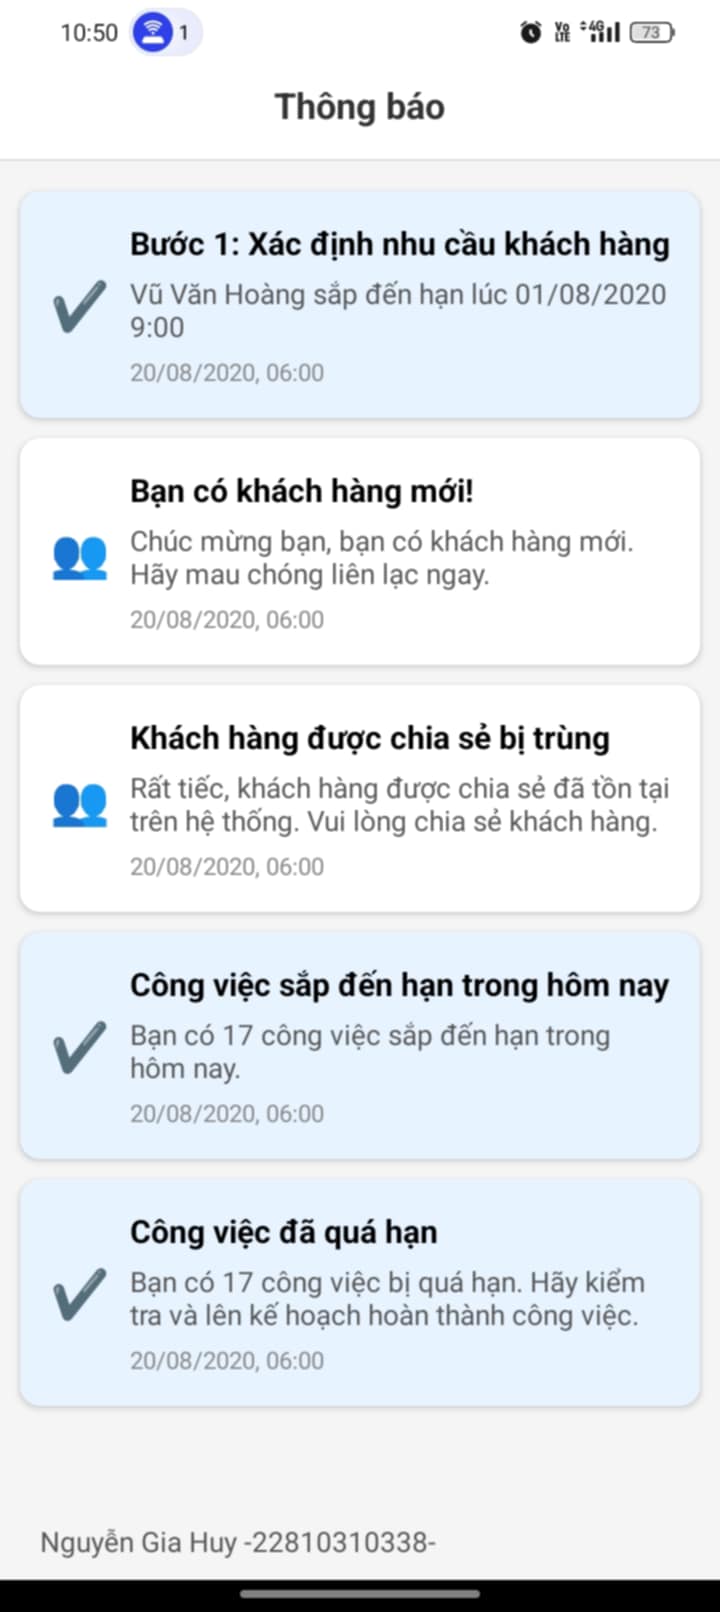 10:50 1 Vo LTE 4G 73
Thông báo
Bước 1: Xác định nhu cầu khách hàng
Vũ Văn Hoàng sắp đến hạn lúc 01/08/2020
9:00
20/08/2020, 06:00
Bạn có khách hàng mới!
Chúc mừng bạn, bạn có khách hàng mới.
Hãy mau chóng liên lạc ngay.
20/08/2020, 06:00
Khách hàng được chia sẻ bị trùng
Rất tiếc, khách hàng được chia sẻ đã tồn tại
trên hệ thống. Vui lòng chia sẻ khách hàng.
20/08/2020, 06:00
Công việc sắp đến hạn trong hôm nay
Bạn có 17 công việc sắp đến hạn trong
hôm nay.
20/08/2020, 06:00
Công việc đã quá hạn
Bạn có 17 công việc bị quá hạn. Hãy kiểm
tra và lên kế hoạch hoàn thành công việc.
20/08/2020, 06:00
Nguyễn Gia Huy -22810310338-